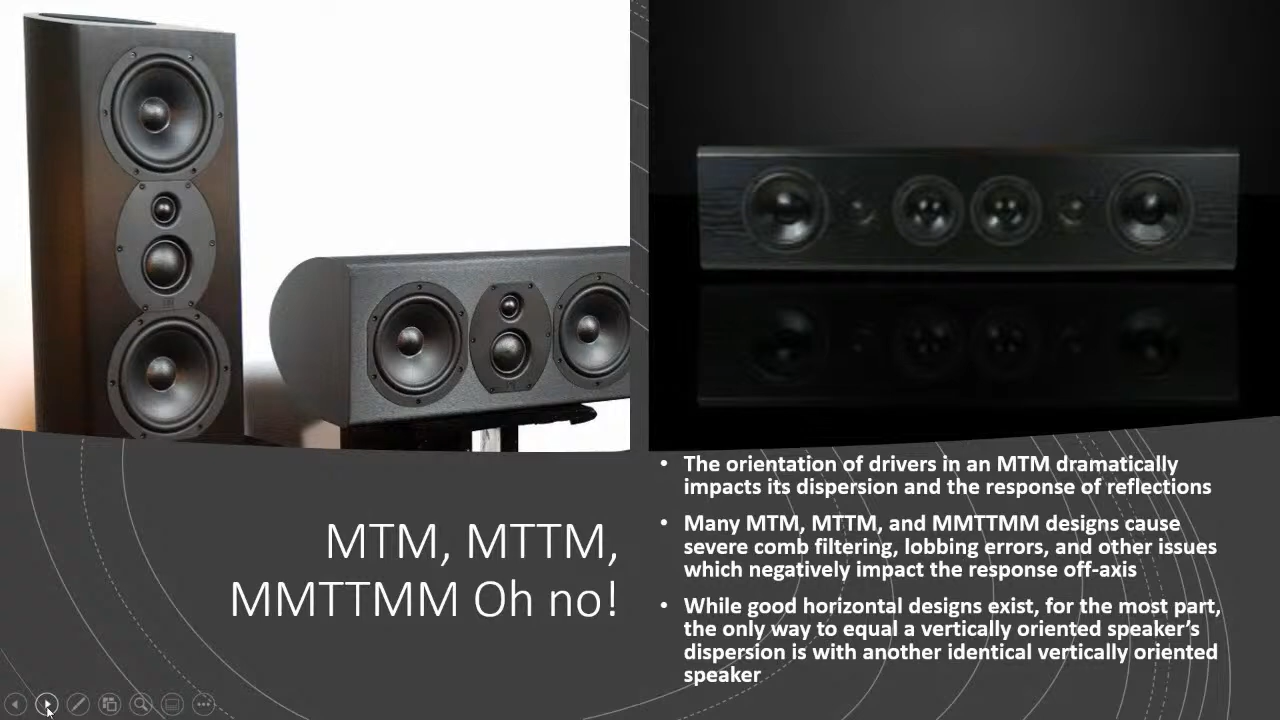 MTM, MTTM,
MMTTMM Oh no!
• The orientation of drivers in an MTM dramatically
impacts its dispersion and the response of reflections
• Many MTM, MTTM, and MMTTMM designs cause
severe comb filtering, lobbing errors, and other issues
which negatively impact the response off-axis
• While good horizontal designs exist, for the most part,
the only way to equal a vertically oriented speaker’s
dispersion is with another identical vertically oriented
speaker